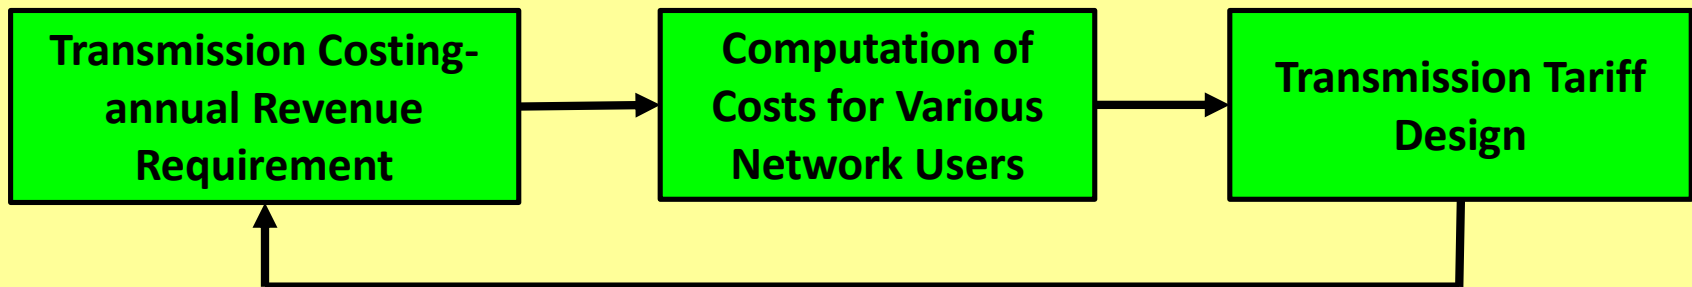 Transmission Costing-
annual Revenue
Requirement
Computation of
Costs for Various
Network Users
Transmission Tariff
Design